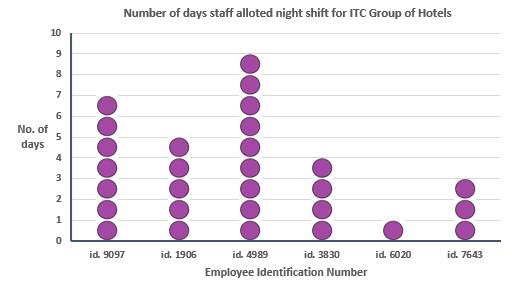 Number of days staff alloted night shift for ITC Group of Hotels
10
9
8
7
6
5
4
3
2
1
0
No. of
days
id. 9097 id. 1906 id. 4989 id. 3830 id. 6020 id. 7643
Employee Identification Number